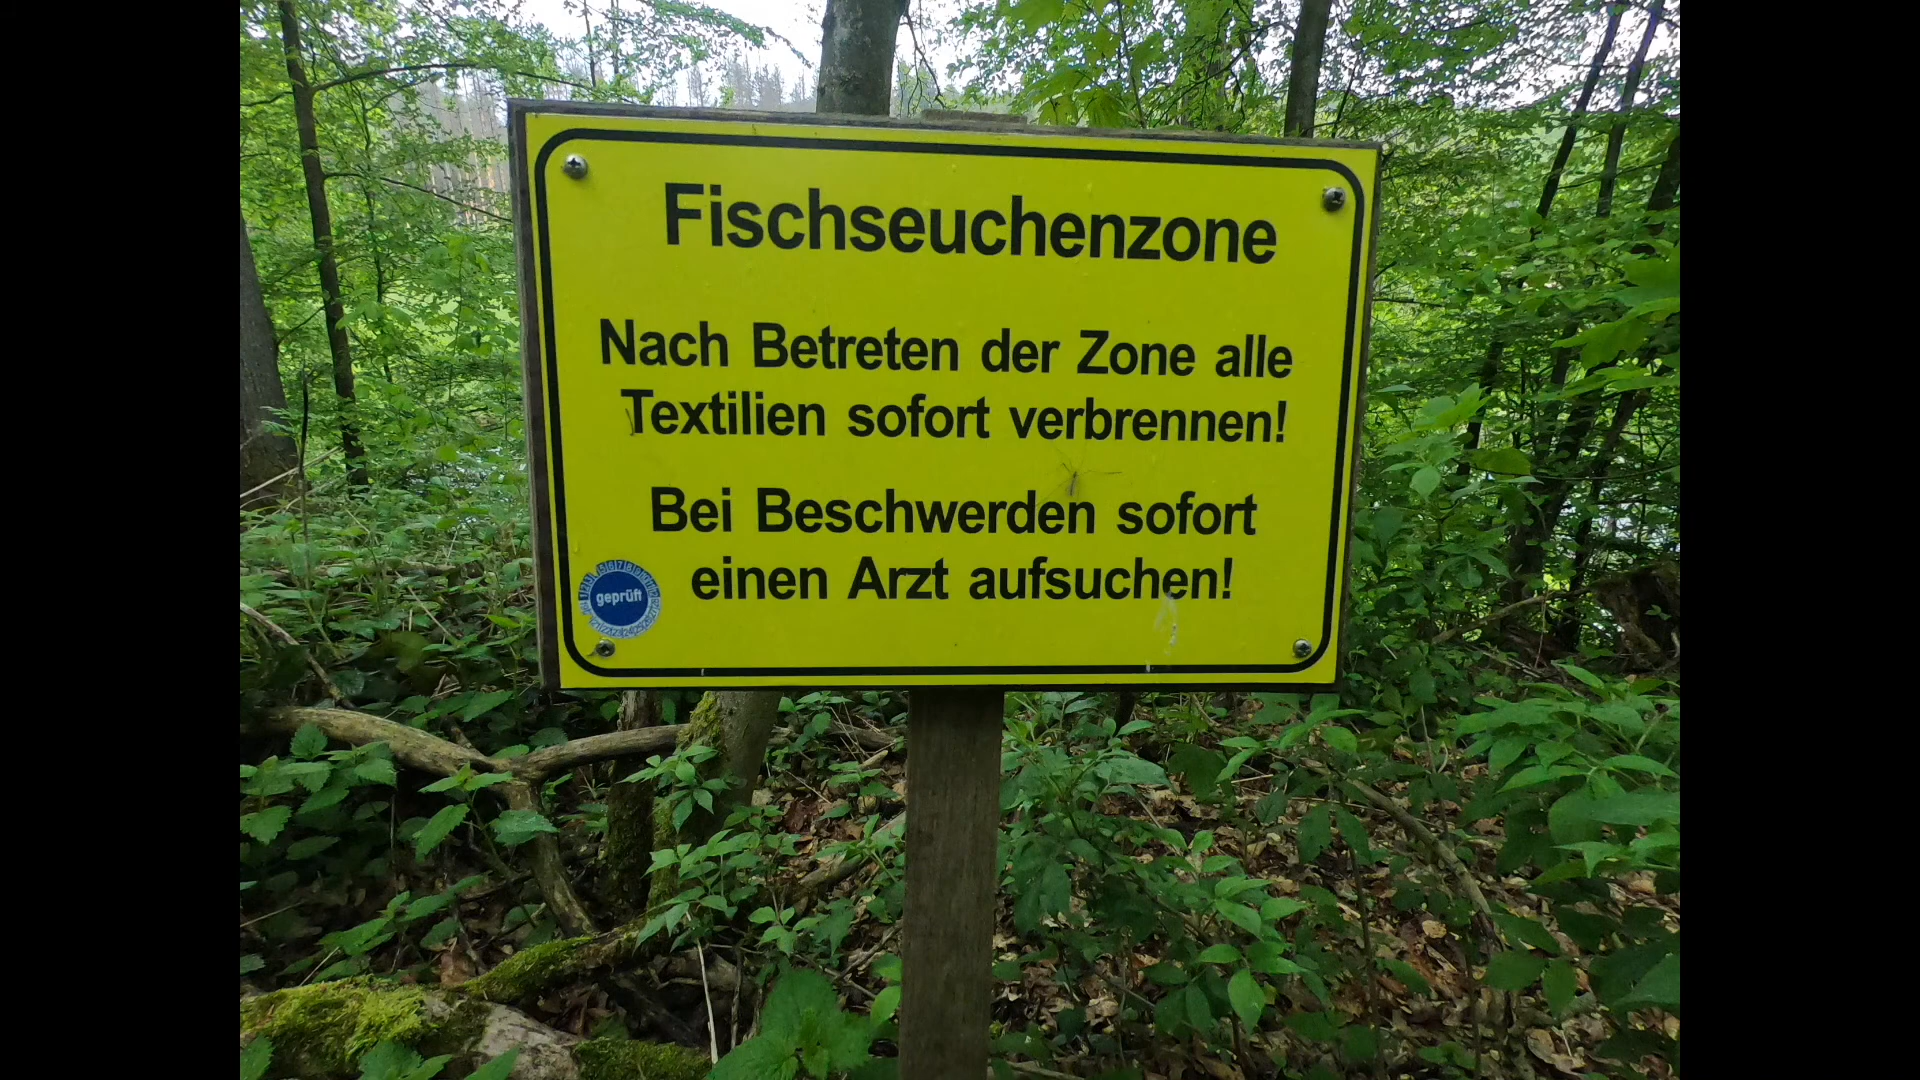 Fischseuchenzone
Nach Betreten der Zone alle
Textilien sofort verbrennen!
Bei Beschwerden sofort
einen Arzt aufsuchen!
geprüft